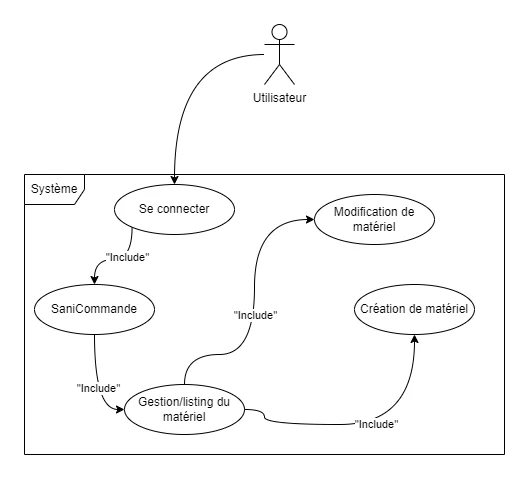 Utilisateur
Système
Se connecter
Modification de
matériel
"Include"
SaniCommande
Création de matériel
"Include"
"Include"
Gestion/listing du
matériel
"Include"